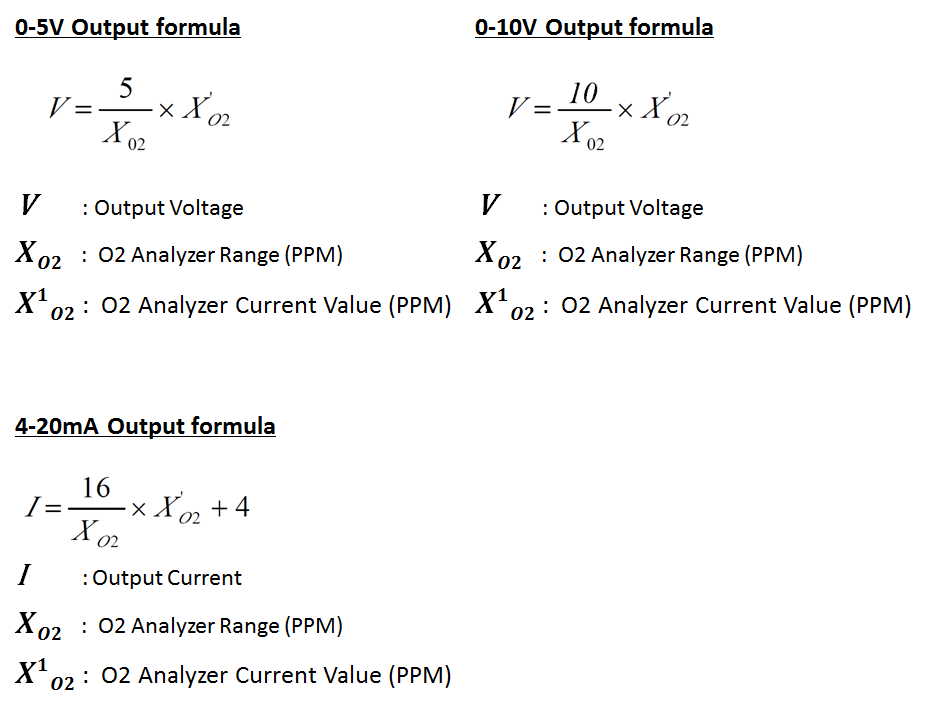 0-5V Output formula
V = 5 / X02 × X'O2
V : Output Voltage
XO2 : O2 Analyzer Range (PPM)
X¹O2 : O2 Analyzer Current Value (PPM)
0-10V Output formula
V = 10 / X02 × X'O2
V : Output Voltage
XO2 : O2 Analyzer Range (PPM)
X¹O2 : O2 Analyzer Current Value (PPM)
4-20mA Output formula
I = 16 / XO2 × X'O2 + 4
I : Output Current
XO2 : O2 Analyzer Range (PPM)
X¹O2 : O2 Analyzer Current Value (PPM)